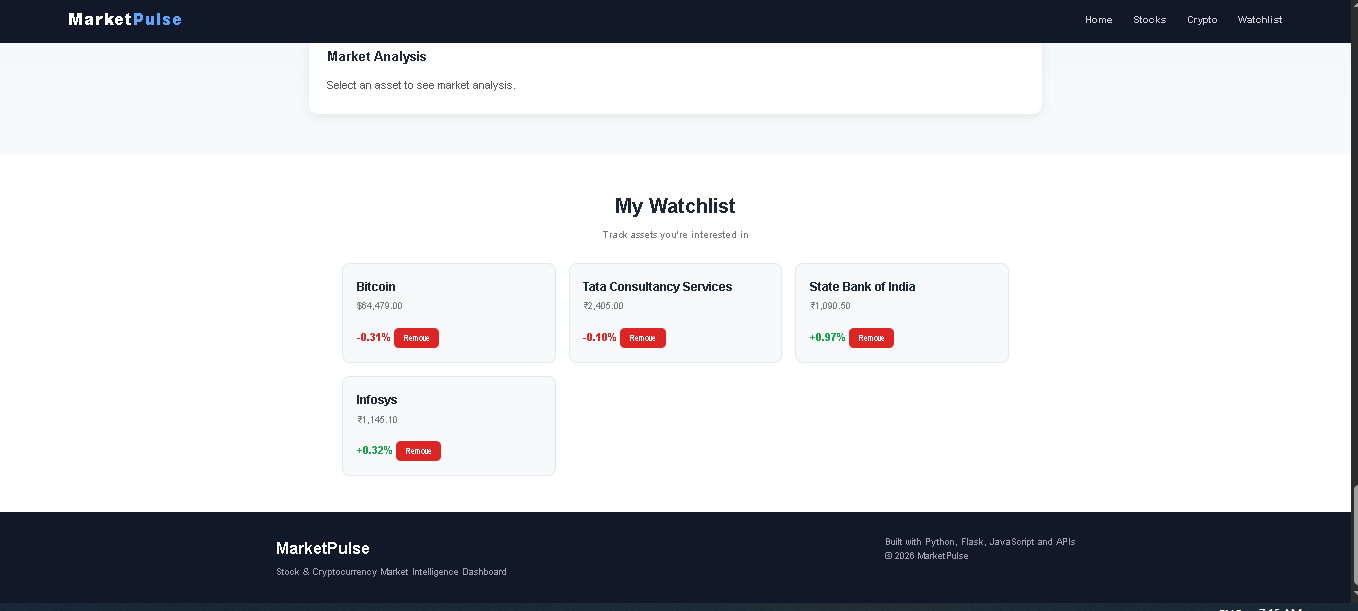 MarketPulse
Home Stocks Crypto Watchlist
Market Analysis
Select an asset to see market analysis.
My Watchlist
Track assets you're interested in
Bitcoin
$64,479.00
-0.31% Remove
Tata Consultancy Services
₹2,405.00
-0.10% Remove
State Bank of India
₹1,090.50
+0.97% Remove
Infosys
₹1,145.10
+0.32% Remove
MarketPulse
Stock & Cryptocurrency Market Intelligence Dashboard
Built with Python, Flask, JavaScript and APIs
© 2026 MarketPulse